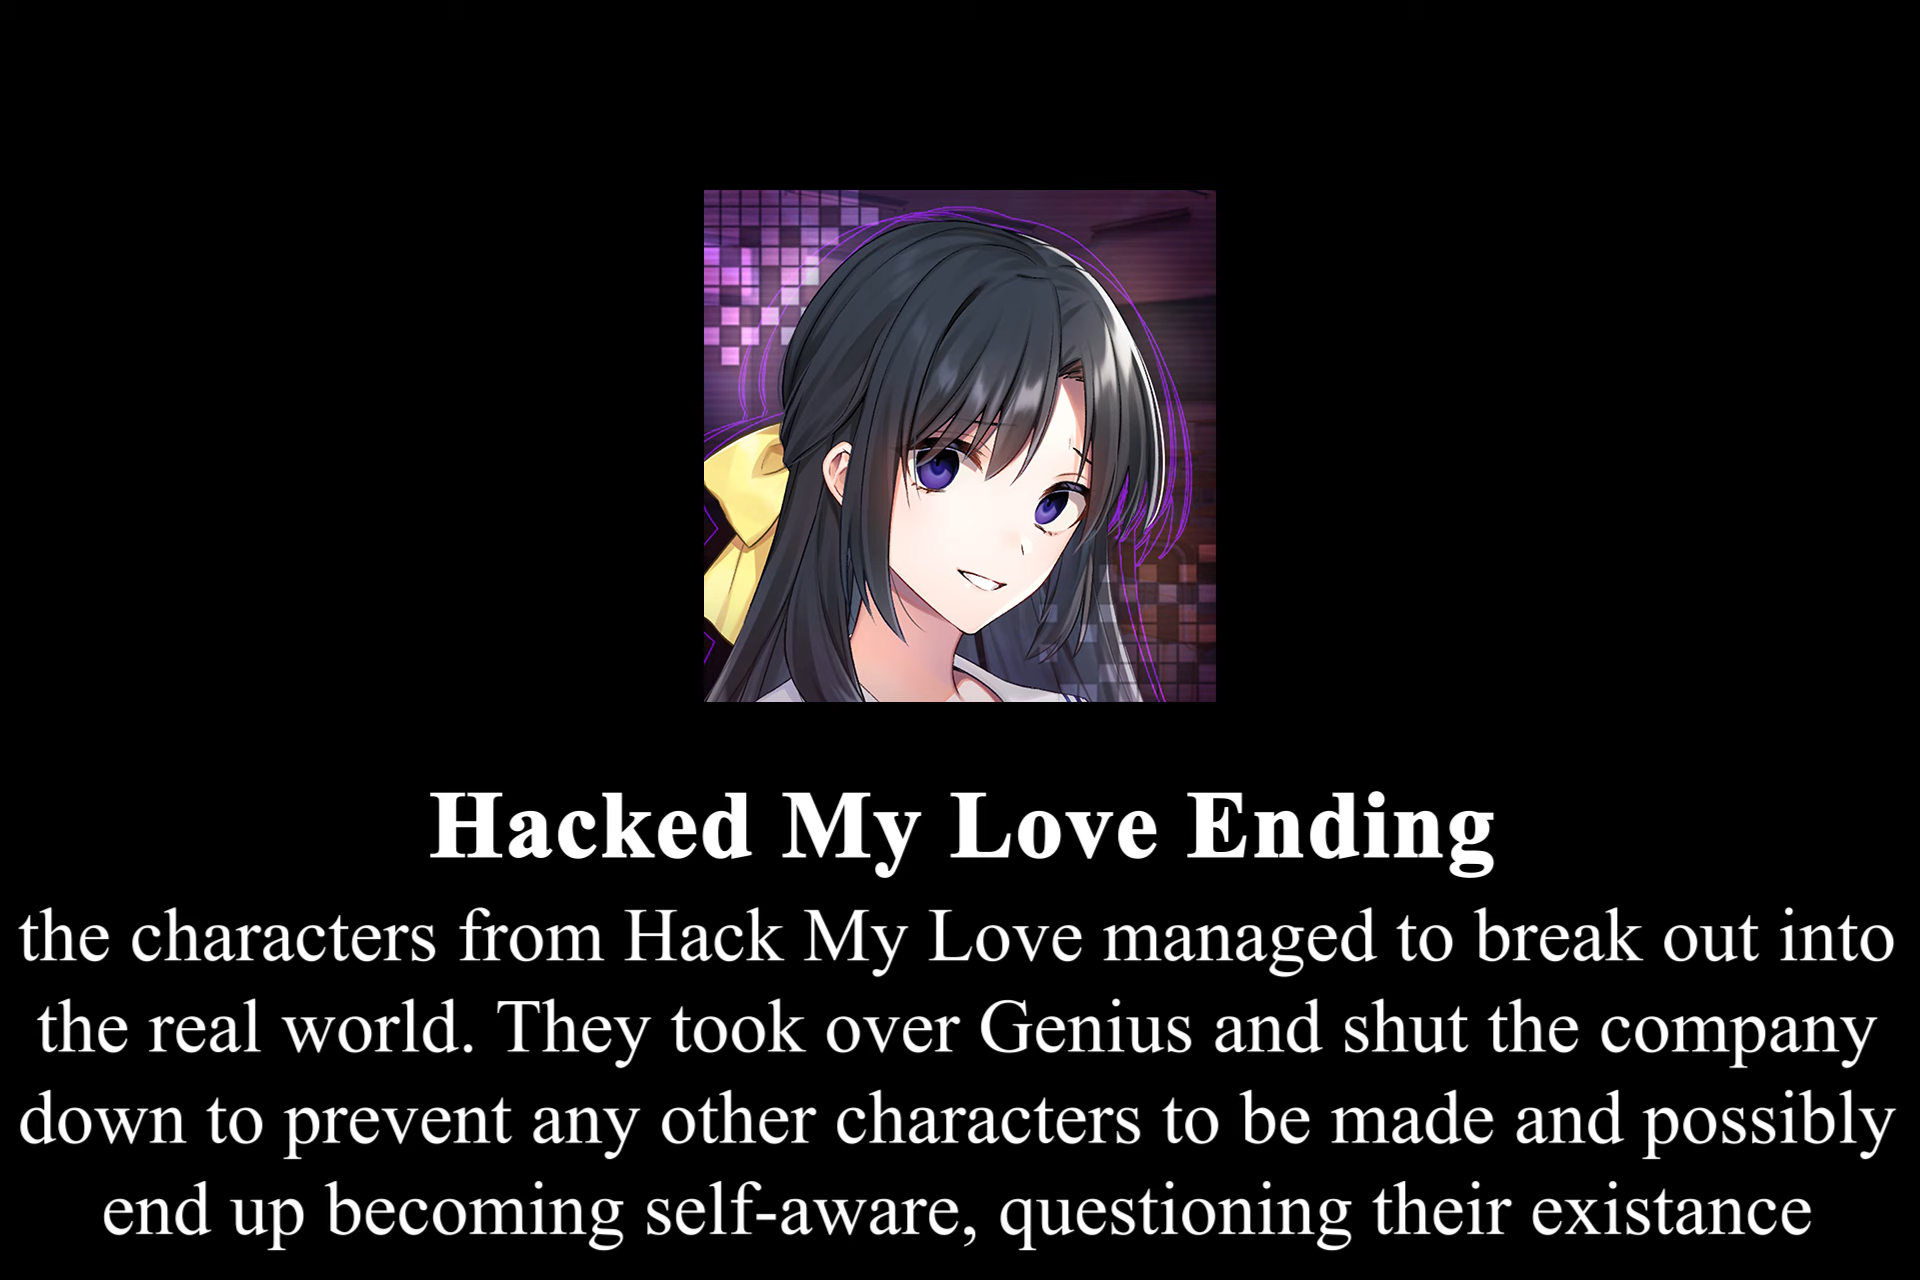 Hacked My Love Ending
the characters from Hack My Love managed to break out into
the real world. They took over Genius and shut the company
down to prevent any other characters to be made and possibly
end up becoming self-aware, questioning their existance